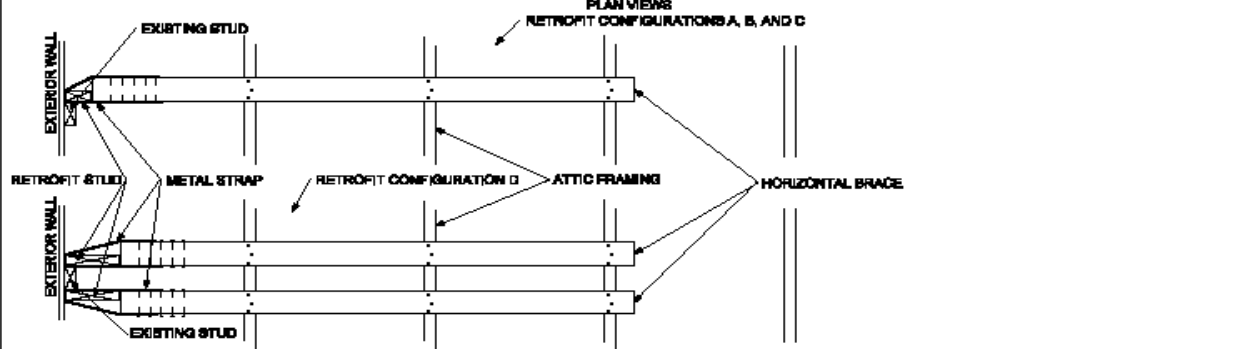 PLAN VIEWS
RETROFIT CONFIGURATIONS A, B, AND C
EXISTING STUD
EXTERIOR WALL
RETROFIT STUD
METAL STRAP
RETROFIT CONFIGURATION D
ATTIC FRAMING
HORIZONTAL BRACE
EXTERIOR WALL
EXISTING STUD